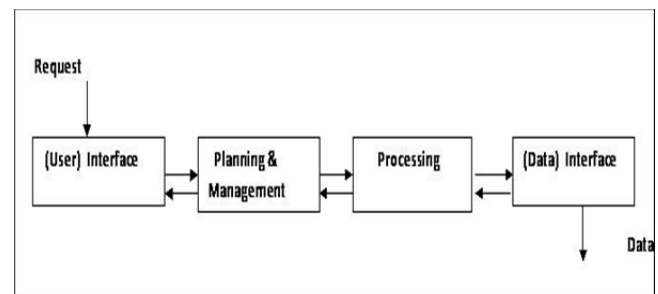 Request
(User) Interface
Planning &
Management
Processing
(Data) Interface
Data